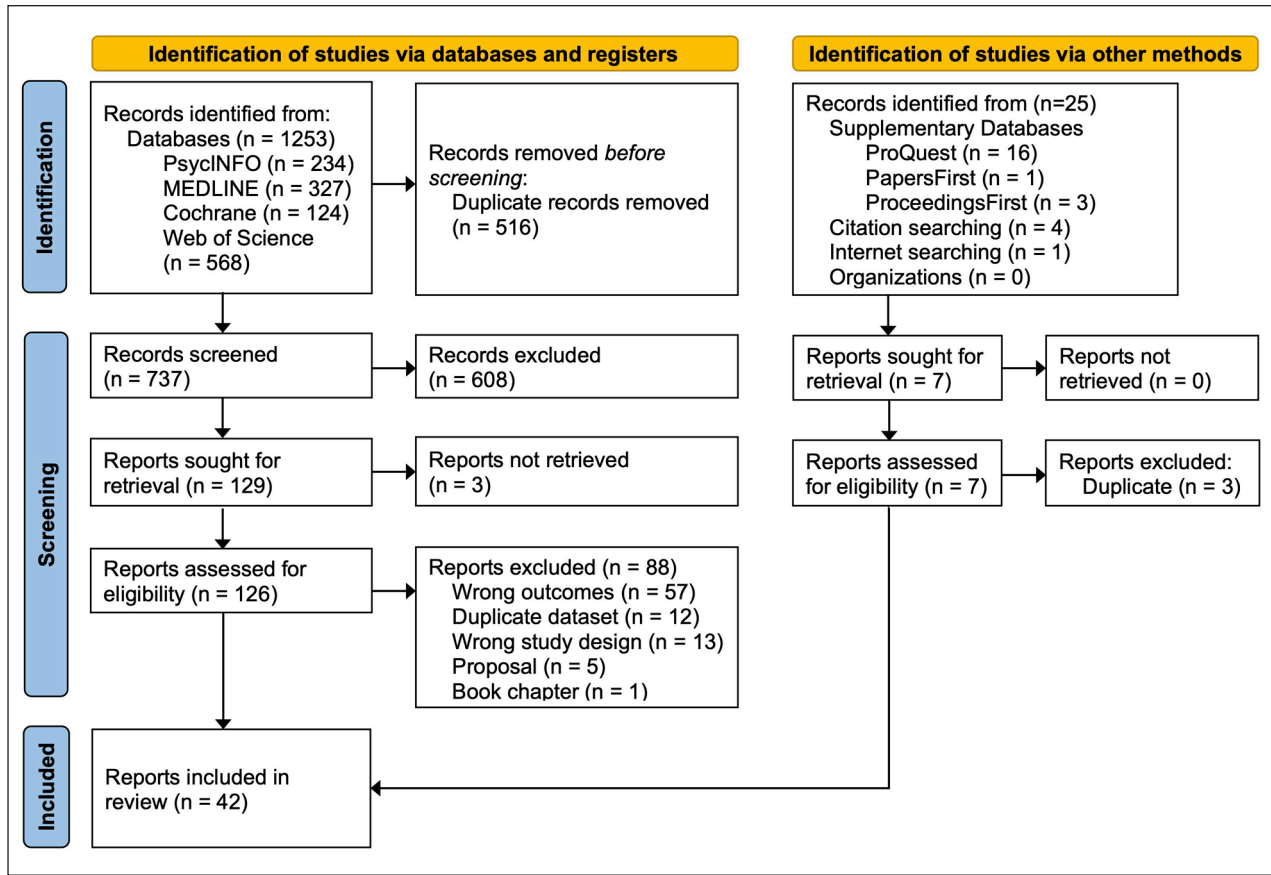 Identification of studies via databases and registers
Identification of studies via other methods
Identification
Records identified from:
Databases (n = 1253)
PsycINFO (n = 234)
MEDLINE (n = 327)
Cochrane (n = 124)
Web of Science
(n = 568)
Records removed before
screening:
Duplicate records removed
(n = 516)
Records identified from (n=25)
Supplementary Databases
ProQuest (n = 16)
PapersFirst (n = 1)
ProceedingsFirst (n = 3)
Citation searching (n = 4)
Internet searching (n = 1)
Organizations (n = 0)
Screening
Records screened
(n = 737)
Records excluded
(n = 608)
Reports sought for
retrieval (n = 7)
Reports not
retrieved (n = 0)
Reports sought for
retrieval (n = 129)
Reports not retrieved
(n = 3)
Reports assessed
for eligibility (n = 7)
Reports excluded:
Duplicate (n = 3)
Reports assessed for
eligibility (n = 126)
Reports excluded (n = 88)
Wrong outcomes (n = 57)
Duplicate dataset (n = 12)
Wrong study design (n = 13)
Proposal (n = 5)
Book chapter (n = 1)
Included
Reports included in
review (n = 42)